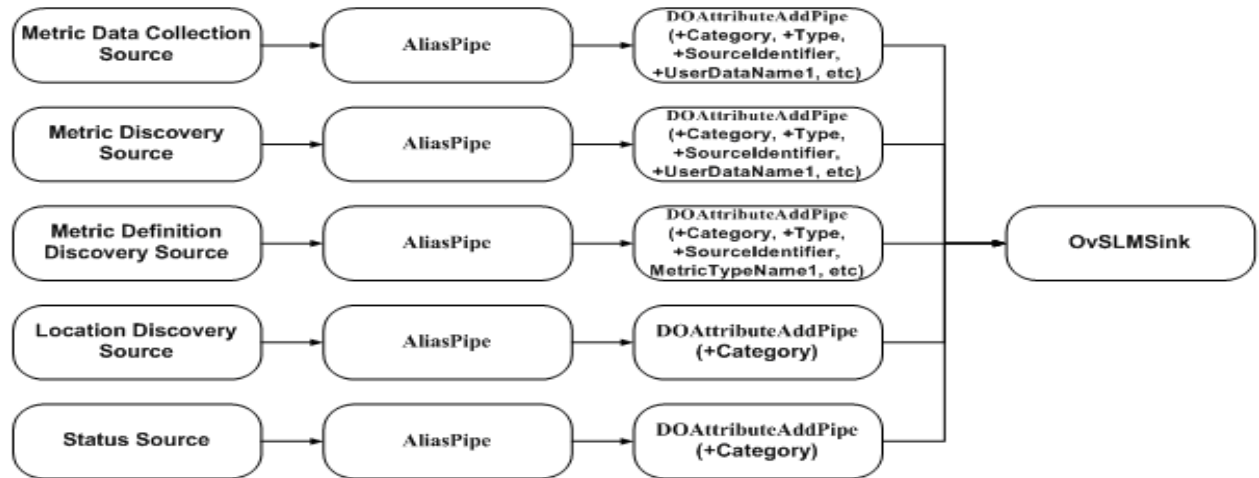 Metric Data Collection
Source
AliasPipe
DOAttributeAddPipe
(+Category, +Type,
+SourceIdentifier,
+UserDataName1, etc)
Metric Discovery
Source
AliasPipe
DOAttributeAddPipe
(+Category, +Type,
+SourceIdentifier,
+UserDataName1, etc)
Metric Definition
Discovery Source
AliasPipe
DOAttributeAddPipe
(+Category, +Type,
+SourceIdentifier,
MetricTypeName1, etc)
OvSLMSink
Location Discovery
Source
AliasPipe
DOAttributeAddPipe
(+Category)
Status Source
AliasPipe
DOAttributeAddPipe
(+Category)